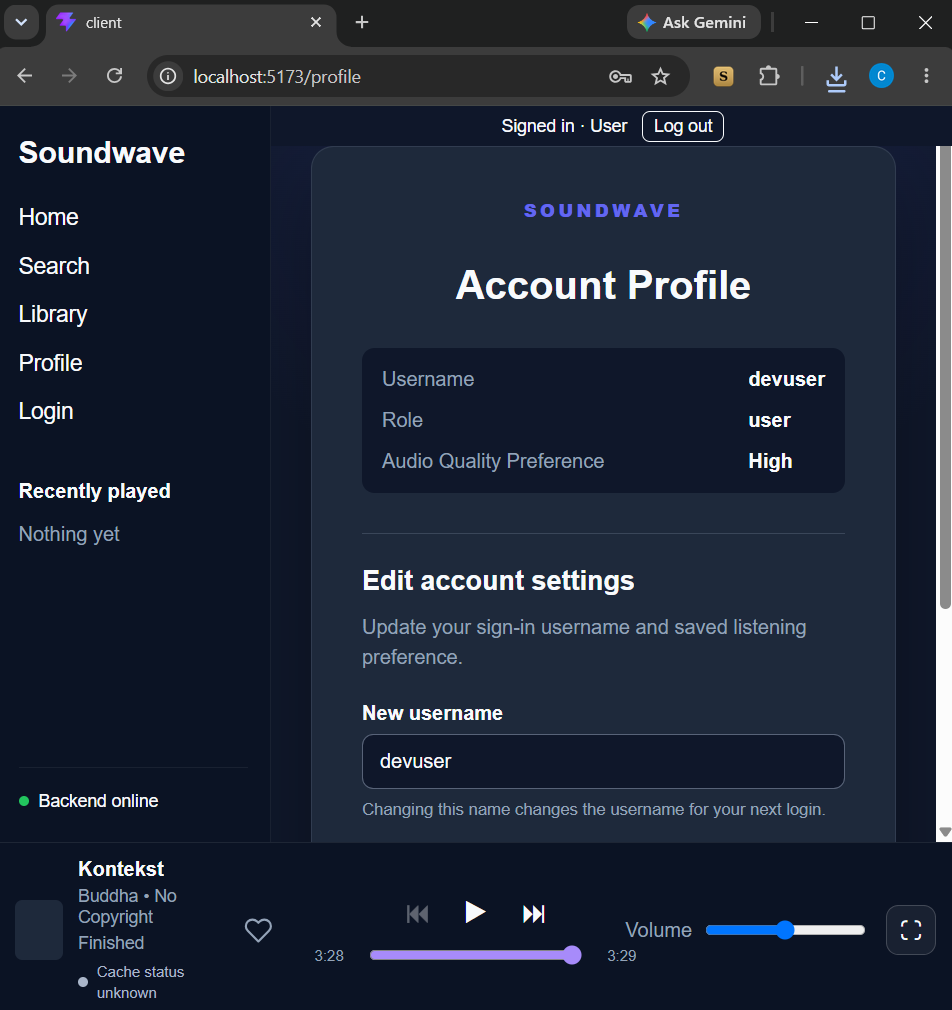 client
Ask Gemini
localhost:5173/profile
S
C
Soundwave
Home
Search
Library
Profile
Login
Recently played
Nothing yet
Backend online
Signed in · User
Log out
SOUNDWAVE
Account Profile
Username devuser
Role user
Audio Quality Preference High
Edit account settings
Update your sign-in username and saved listening
preference.
New username
devuser
Changing this name changes the username for your next login.
Kontekst
Buddha • No
Copyright
Finished
Cache status
unknown
3:28
3:29
Volume